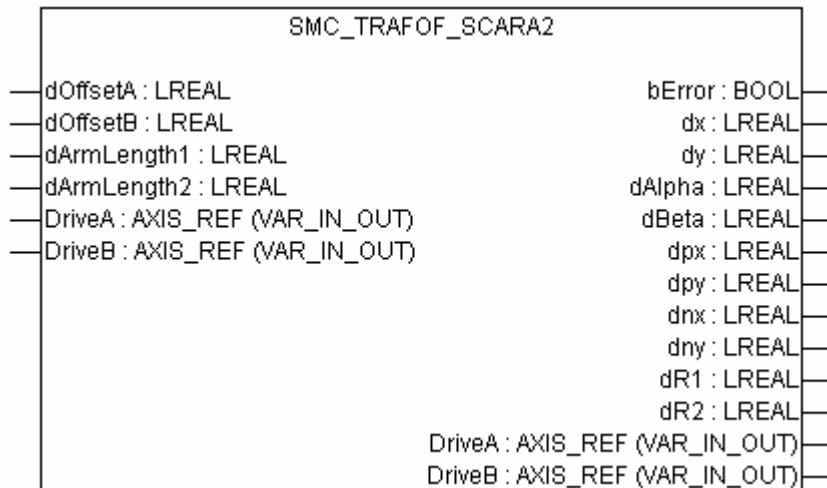 SMC_TRAFOF_SCARA2
dOffsetA : LREAL
bError : BOOL
dOffsetB : LREAL
dx : LREAL
dArmLength1 : LREAL
dy : LREAL
dArmLength2 : LREAL
dAlpha : LREAL
DriveA : AXIS_REF (VAR_IN_OUT)
dBeta : LREAL
DriveB : AXIS_REF (VAR_IN_OUT)
dpx : LREAL
dpy : LREAL
dnx : LREAL
dny : LREAL
dR1 : LREAL
dR2 : LREAL
DriveA : AXIS_REF (VAR_IN_OUT)
DriveB : AXIS_REF (VAR_IN_OUT)